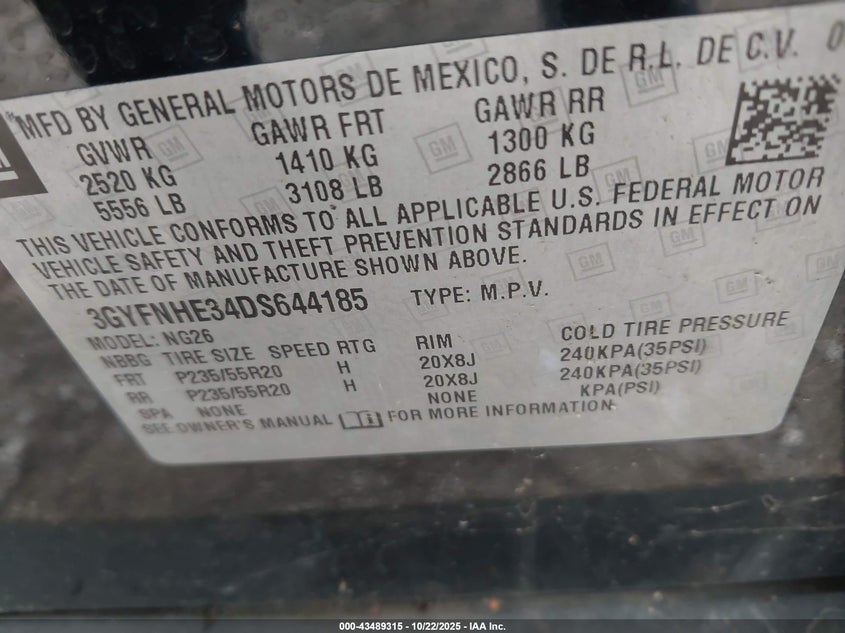 MFD BY GENERAL MOTORS DE MEXICO, S. DE R.L. DE C.V. 0
GVWR GAWR FRT GAWR RR
2520 KG 1410 KG 1300 KG
5556 LB 3108 LB 2866 LB
THIS VEHICLE CONFORMS TO ALL APPLICABLE U.S. FEDERAL MOTOR
VEHICLE SAFETY AND THEFT PREVENTION STANDARDS IN EFFECT ON
THE DATE OF MANUFACTURE SHOWN ABOVE.
3GYFNHE34DS644185 TYPE: M.P.V.
MODEL: NG26
NBBG TIRE SIZE SPEED RTG RIM COLD TIRE PRESSURE
FRT P235/55R20 H 20X8J 240KPA(35PSI)
RR P235/55R20 H 20X8J 240KPA(35PSI)
SPA NONE NONE KPA(PSI)
SEE OWNER'S MANUAL FOR MORE INFORMATION
000-43489315 - 10/22/2025 - IAA Inc.